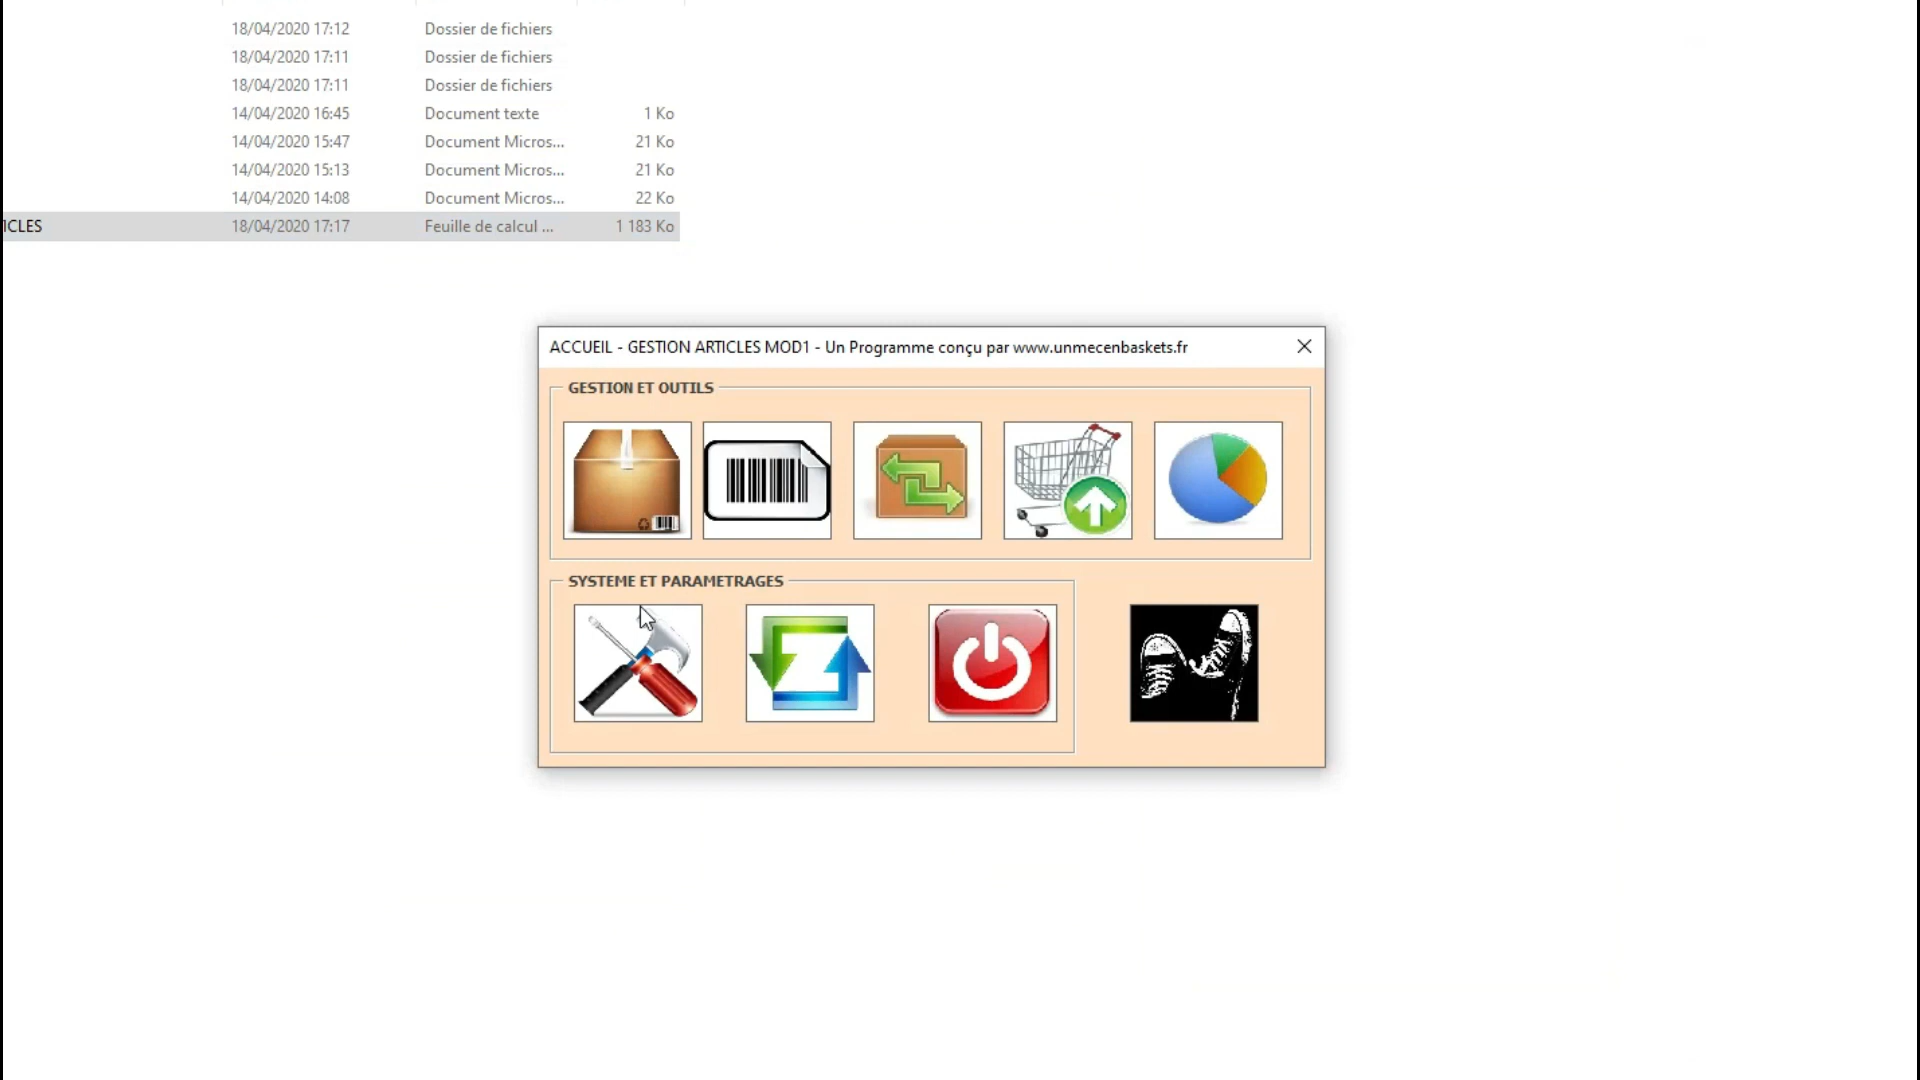 18/04/2020 17:12 Dossier de fichiers
18/04/2020 17:11 Dossier de fichiers
18/04/2020 17:11 Dossier de fichiers
14/04/2020 16:45 Document texte 1 Ko
14/04/2020 15:47 Document Micros... 21 Ko
14/04/2020 15:13 Document Micros... 21 Ko
14/04/2020 14:08 Document Micros... 22 Ko
ICLES 18/04/2020 17:17 Feuille de calcul ... 1 183 Ko
ACCUEIL - GESTION ARTICLES MOD1 - Un Programme conçu par www.unmecenbaskets.fr
GESTION ET OUTILS
SYSTEME ET PARAMETRAGES